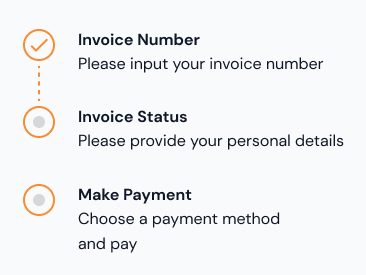 Invoice Number
Please input your invoice number
Invoice Status
Please provide your personal details
Make Payment
Choose a payment method
and pay